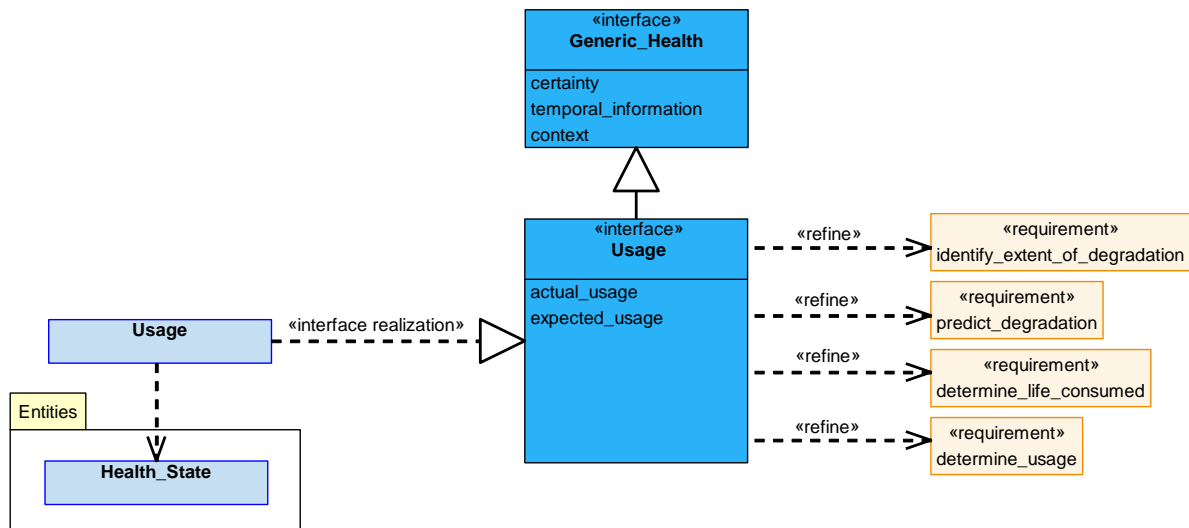 «interface»
Generic_Health
certainty
temporal_information
context
«interface»
Usage
actual_usage
expected_usage
«refine»
«requirement»
identify_extent_of_degradation
«refine»
«requirement»
predict_degradation
«refine»
«requirement»
determine_life_consumed
«refine»
«requirement»
determine_usage
Usage
«interface realization»
Entities
Health_State